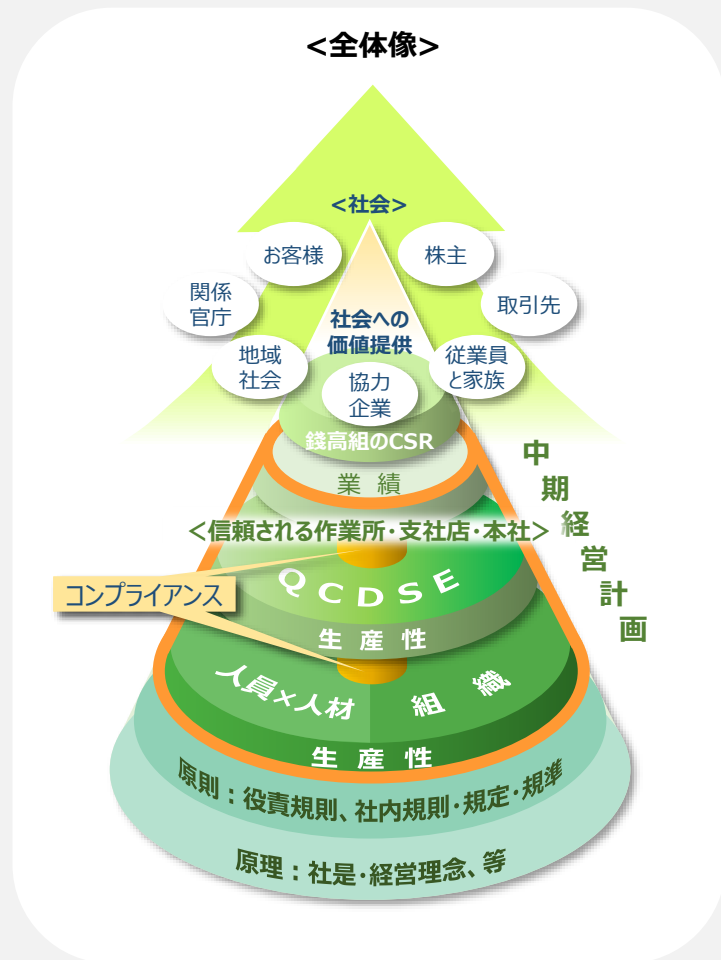 <全体像>
<社会>
お客様
株主
関係
官庁
取引先
社会への
価値提供
地域
社会
従業員
と家族
協力
企業
錢高組のCSR
業 績
中期経営計画
<信頼される作業所・支社店・本社>
コンプライアンス
QCDSE
生 産 性
人員×人材
組 織
生 産 性
原則：役責規則、社内規則・規定・規準
原理：社是・経営理念、等